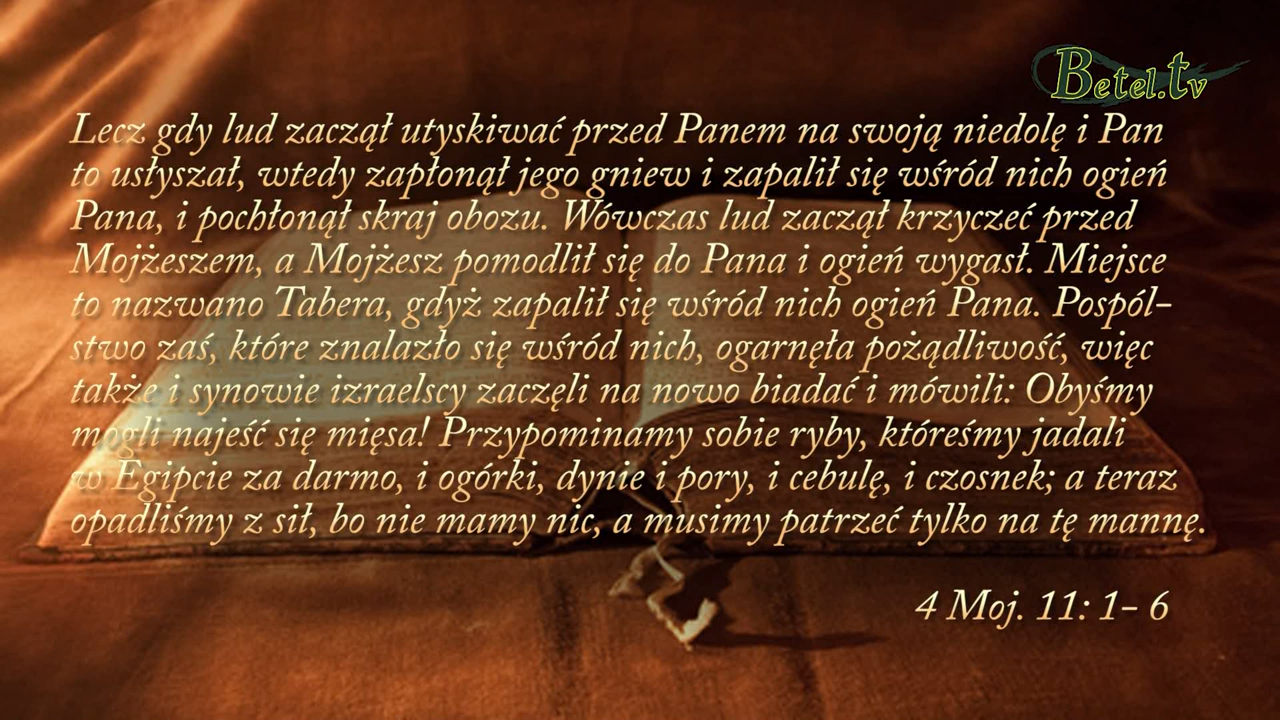 Betel.tv
Lecz gdy lud zaczął utyskiwać przed Panem na swoją niedolę i Pan
to usłyszał, wtedy zapłonął jego gniew i zapalił się wśród nich ogień
Pana, i pochłonął skraj obozu. Wówczas lud zaczął krzyczeć przed
Mojżeszem, a Mojżesz pomodlił się do Pana i ogień wygasł. Miejsce
to nazwano Tabera, gdyż zapalił się wśród nich ogień Pana. Pospól-
stwo zaś, które znalazło się wśród nich, ogarnęła pożądliwość, więc
także i synowie izraelscy zaczęli na nowo biadać i mówili: Obyśmy
mogli najeść się mięsa! Przypominamy sobie ryby, któreśmy jadali
w Egipcie za darmo, i ogórki, dynie i pory, i cebulę, i czosnek; a teraz
opadliśmy z sił, bo nie mamy nic, a musimy patrzeć tylko na tę mannę.
4 Moj. 11: 1- 6